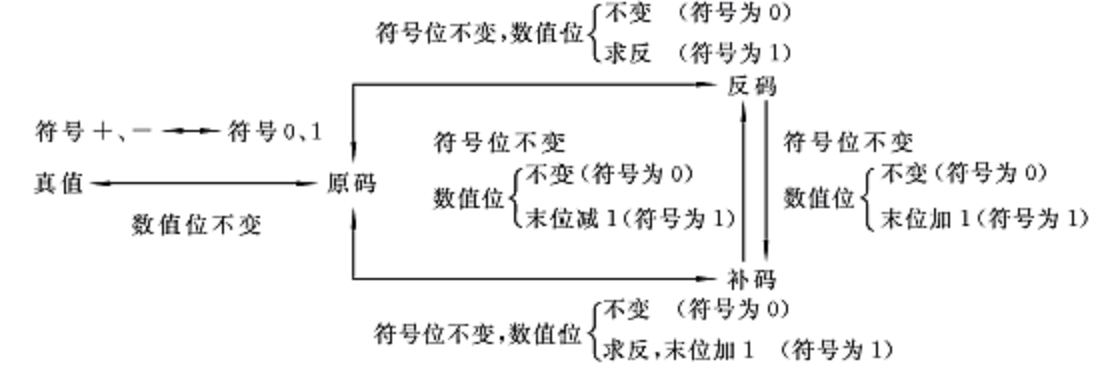 符号位不变,数值位{不变 (符号为 0)
求反 (符号为 1)
反码
符号+、- 符号0、1
真值 原码
数值位不变
符号位不变
数值位{不变(符号为 0)
末位减 1(符号为 1)
符号位不变
数值位{不变(符号为 0)
末位加 1(符号为 1)
补码
符号位不变,数值位{不变 (符号为 0)
求反,末位加 1 (符号为 1)